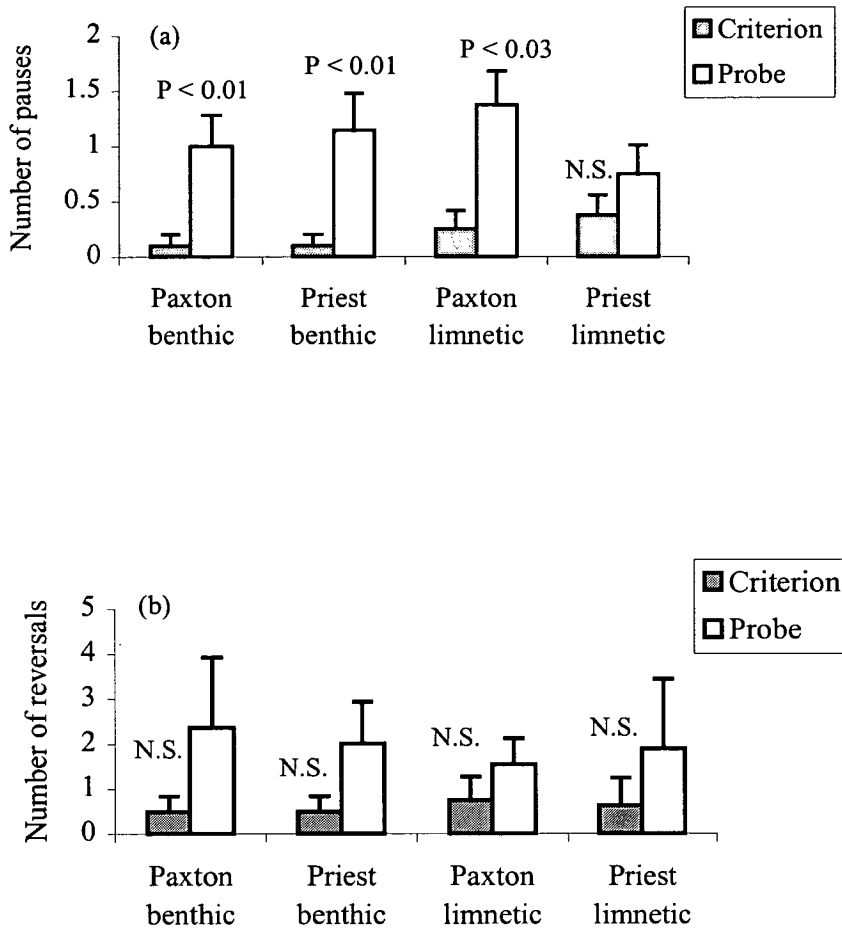 (a)
Criterion
Probe
Number of pauses
2
1.5
1
0.5
0
P < 0.01
P < 0.01
P < 0.03
N.S.
Paxton benthic
Priest benthic
Paxton limnetic
Priest limnetic
(b)
Criterion
Probe
Number of reversals
5
4
3
2
1
0
N.S.
N.S.
N.S.
N.S.
Paxton benthic
Priest benthic
Paxton limnetic
Priest limnetic